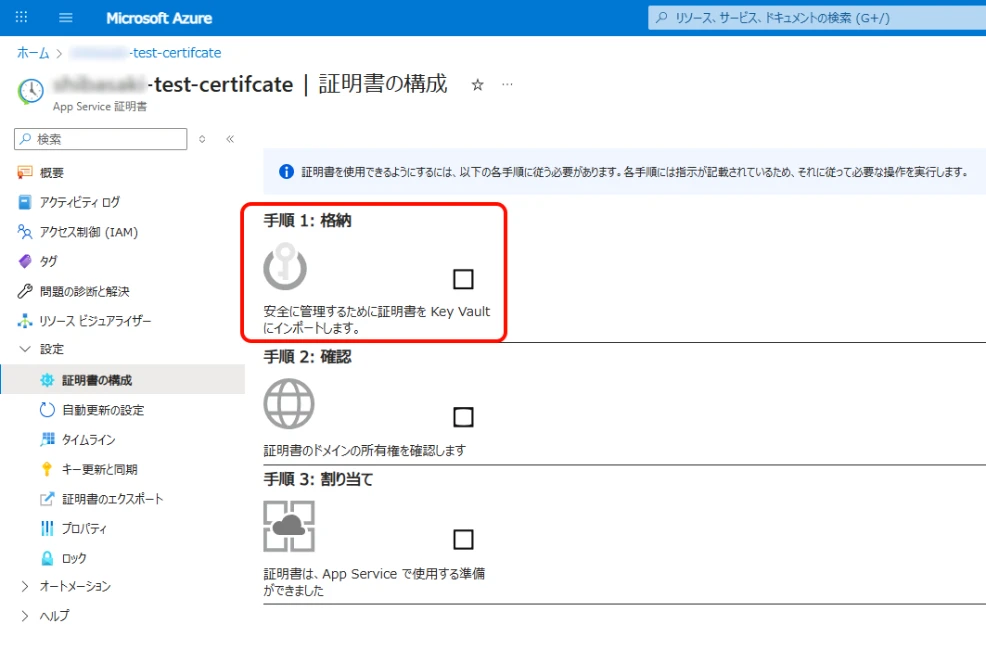 Microsoft Azure
リソース、サービス、ドキュメントの検索 (G+/)
ホーム > -test-certifcate
-test-certifcate | 証明書の構成
App Service 証明書
検索
概要
アクティビティ ログ
アクセス制御 (IAM)
タグ
問題の診断と解決
リソース ビジュアライザー
設定
証明書の構成
自動更新の設定
タイムライン
キー更新と同期
証明書のエクスポート
プロパティ
ロック
オートメーション
ヘルプ
証明書を使用できるようにするには、以下の各手順に従う必要があります。各手順には指示が記載されているため、それに従って必要な操作を実行します。
手順 1: 格納
安全に管理するために証明書を Key Vault
にインポートします。
手順 2: 確認
証明書のドメインの所有権を確認します
手順 3: 割り当て
証明書は、App Service で使用する準備
ができました